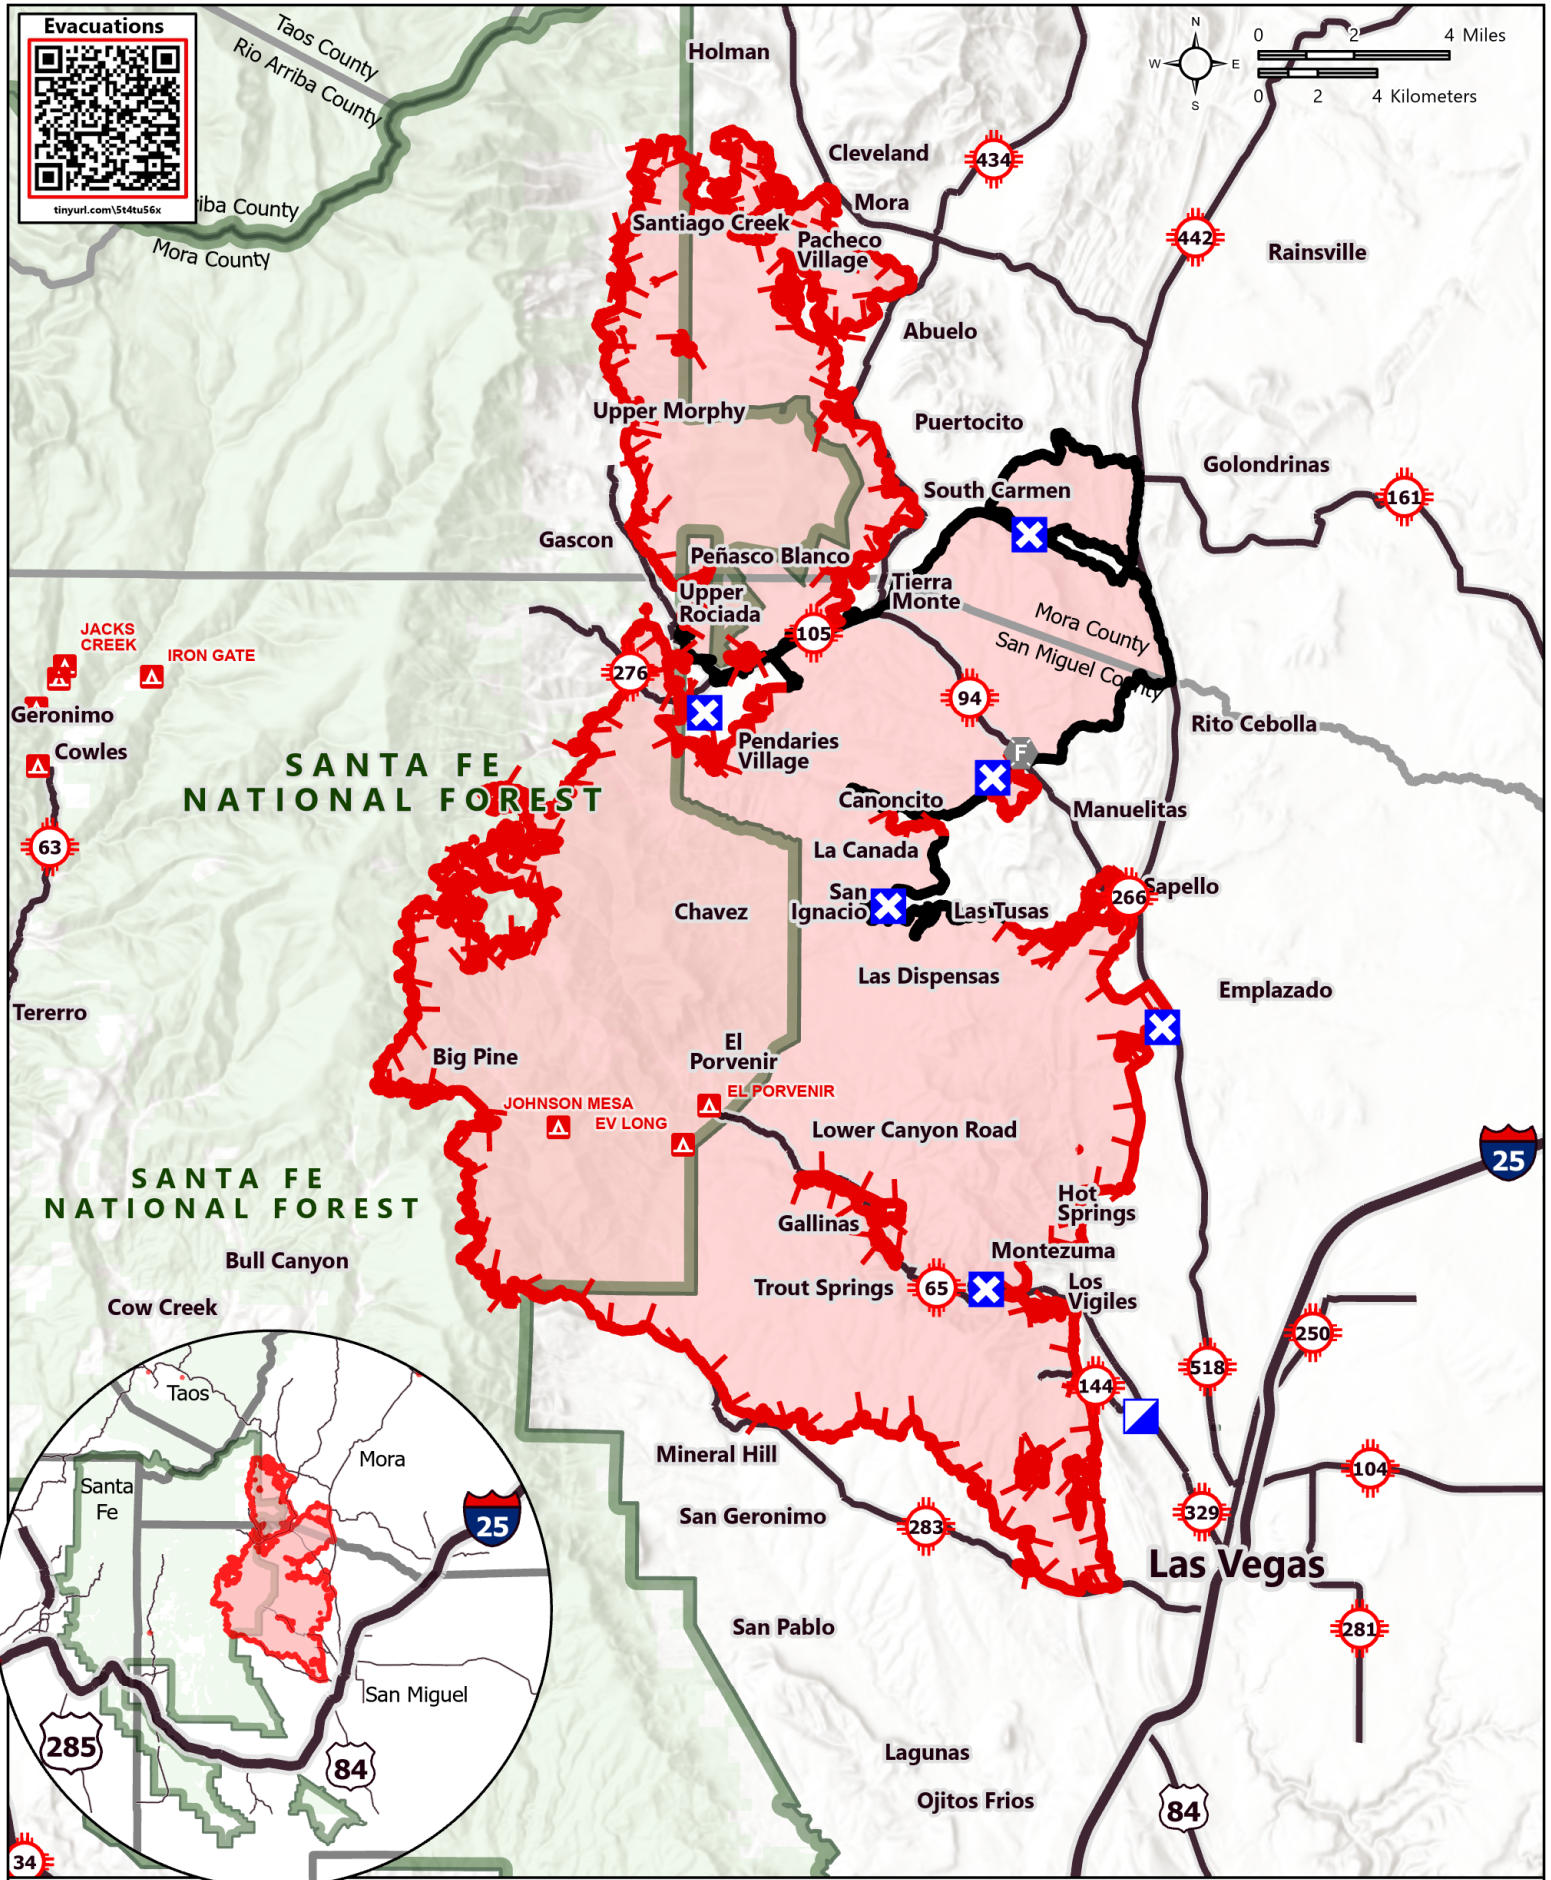 Evacuations
tinyurl.com\5t4tu56x
Taos County
Rio Arriba County
riba County
Mora County
N
W
E
S
0
2
4 Miles
0
2
4 Kilometers
Holman
Cleveland
434
Mora
442
Rainsville
Santiago Creek
Pacheco
Village
Abuelo
Upper Morphy
Puertocito
Golondrinas
161
South Carmen
Gascon
Peñasco Blanco
Upper
Rociada
Tierra
Monte
105
Mora County
San Miguel County
JACKS
CREEK
IRON GATE
Geronimo
Cowles
63
276
94
Rito Cebolla
Pendaries
Village
F
SANTA FE
NATIONAL FOREST
Canoncito
Manuelitas
La Canada
San
Ignacio
Las Tusas
266
Sapello
Chavez
Las Dispensas
Emplazado
Tererro
Big Pine
El
Porvenir
JOHNSON MESA
EV LONG
EL PORVENIR
Lower Canyon Road
25
SANTA FE
NATIONAL FOREST
Hot
Springs
Gallinas
Montezuma
Bull Canyon
Trout Springs
65
Los
Vigiles
Cow Creek
250
518
144
Mineral Hill
104
San Geronimo
283
329
Las Vegas
San Pablo
281
Lagunas
Ojitos Frios
84
Taos
Mora
Santa
Fe
25
San Miguel
285
84
34